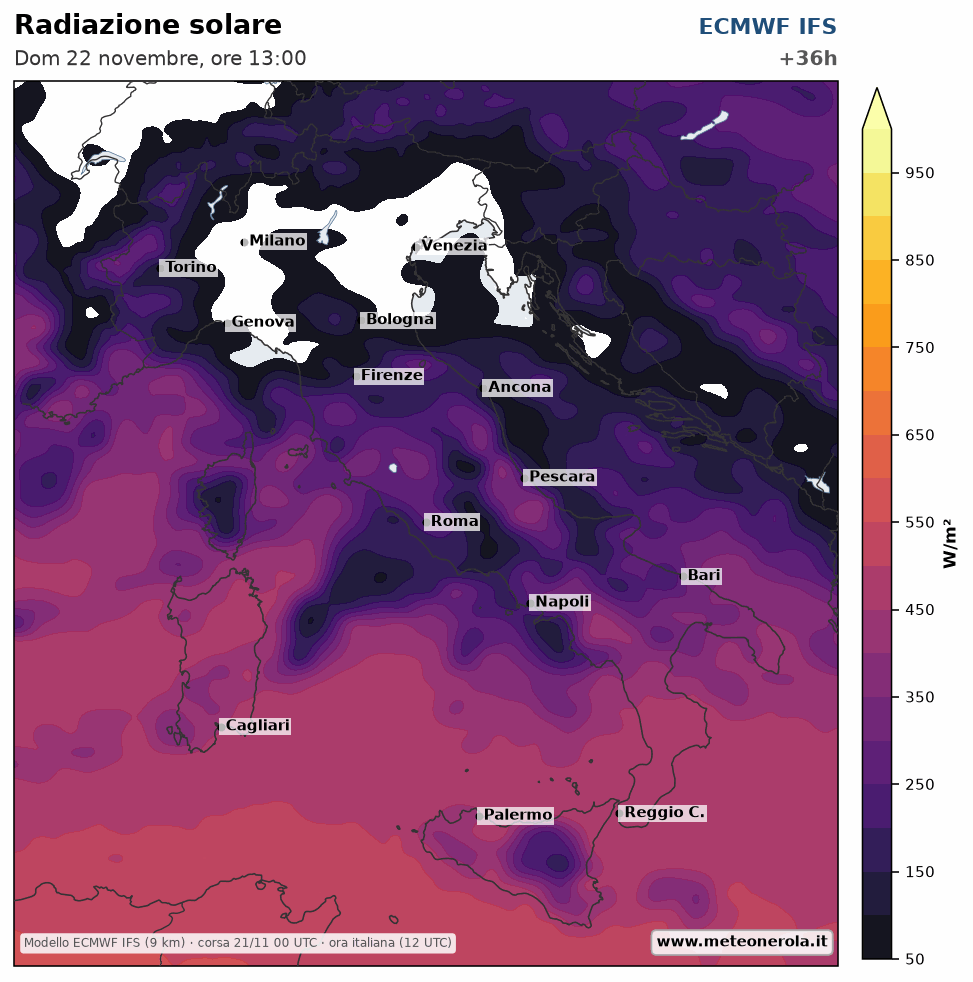 Radiazione solare
ECMWF IFS
Dom 22 novembre, ore 13:00
+36h
Milano
Venezia
Torino
Genova
Bologna
Firenze
Ancona
Pescara
Roma
Bari
Napoli
Cagliari
Palermo
Reggio C.
950
850
750
650
550
450
350
250
150
50
W/m²
Modello ECMWF IFS (9 km) · corsa 21/11 00 UTC · ora italiana (12 UTC)
www.meteonerola.it